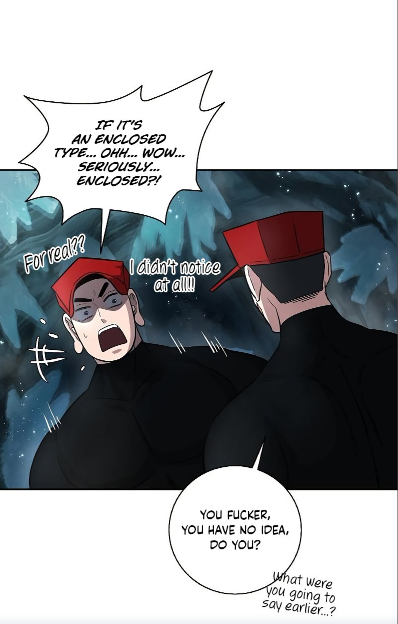 IF IT'S
AN ENCLOSED
TYPE... OHH... WOW...
SERIOUSLY...
ENCLOSED?!
For real??
I didn't notice
at all!!
YOU FUCKER,
YOU HAVE NO IDEA,
DO YOU?
What were
you going to
say earlier...?